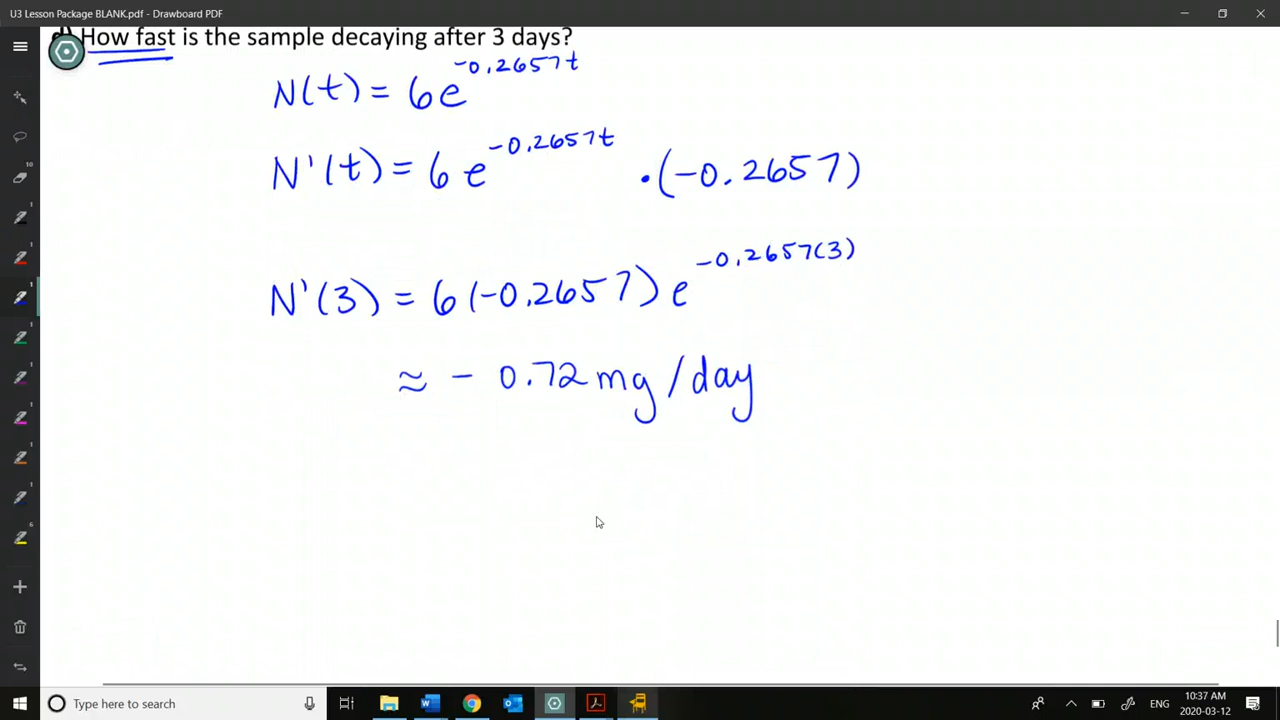 U3 Lesson Package BLANK.pdf - Drawboard PDF
How fast is the sample decaying after 3 days?
N(t) = 6e^{-0.2657t}
N'(t) = 6e^{-0.2657t} · (-0.2657)
N'(3) = 6(-0.2657)e^{-0.2657(3)}
≈ - 0.72 mg/day
Type here to search
ENG
10:37 AM
2020-03-12